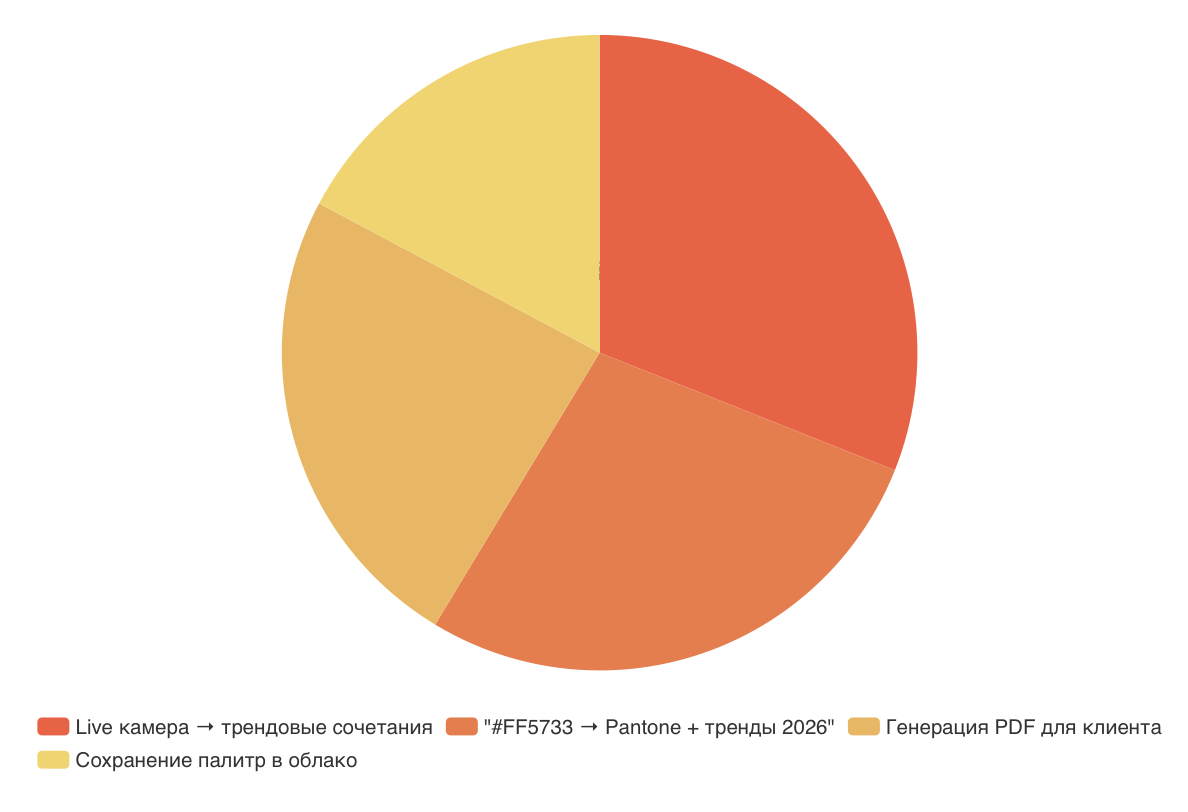 Live камера → трендовые сочетания "#FF5733 → Pantone + тренды 2026" Генерация PDF для клиента
Сохранение палитр в облако